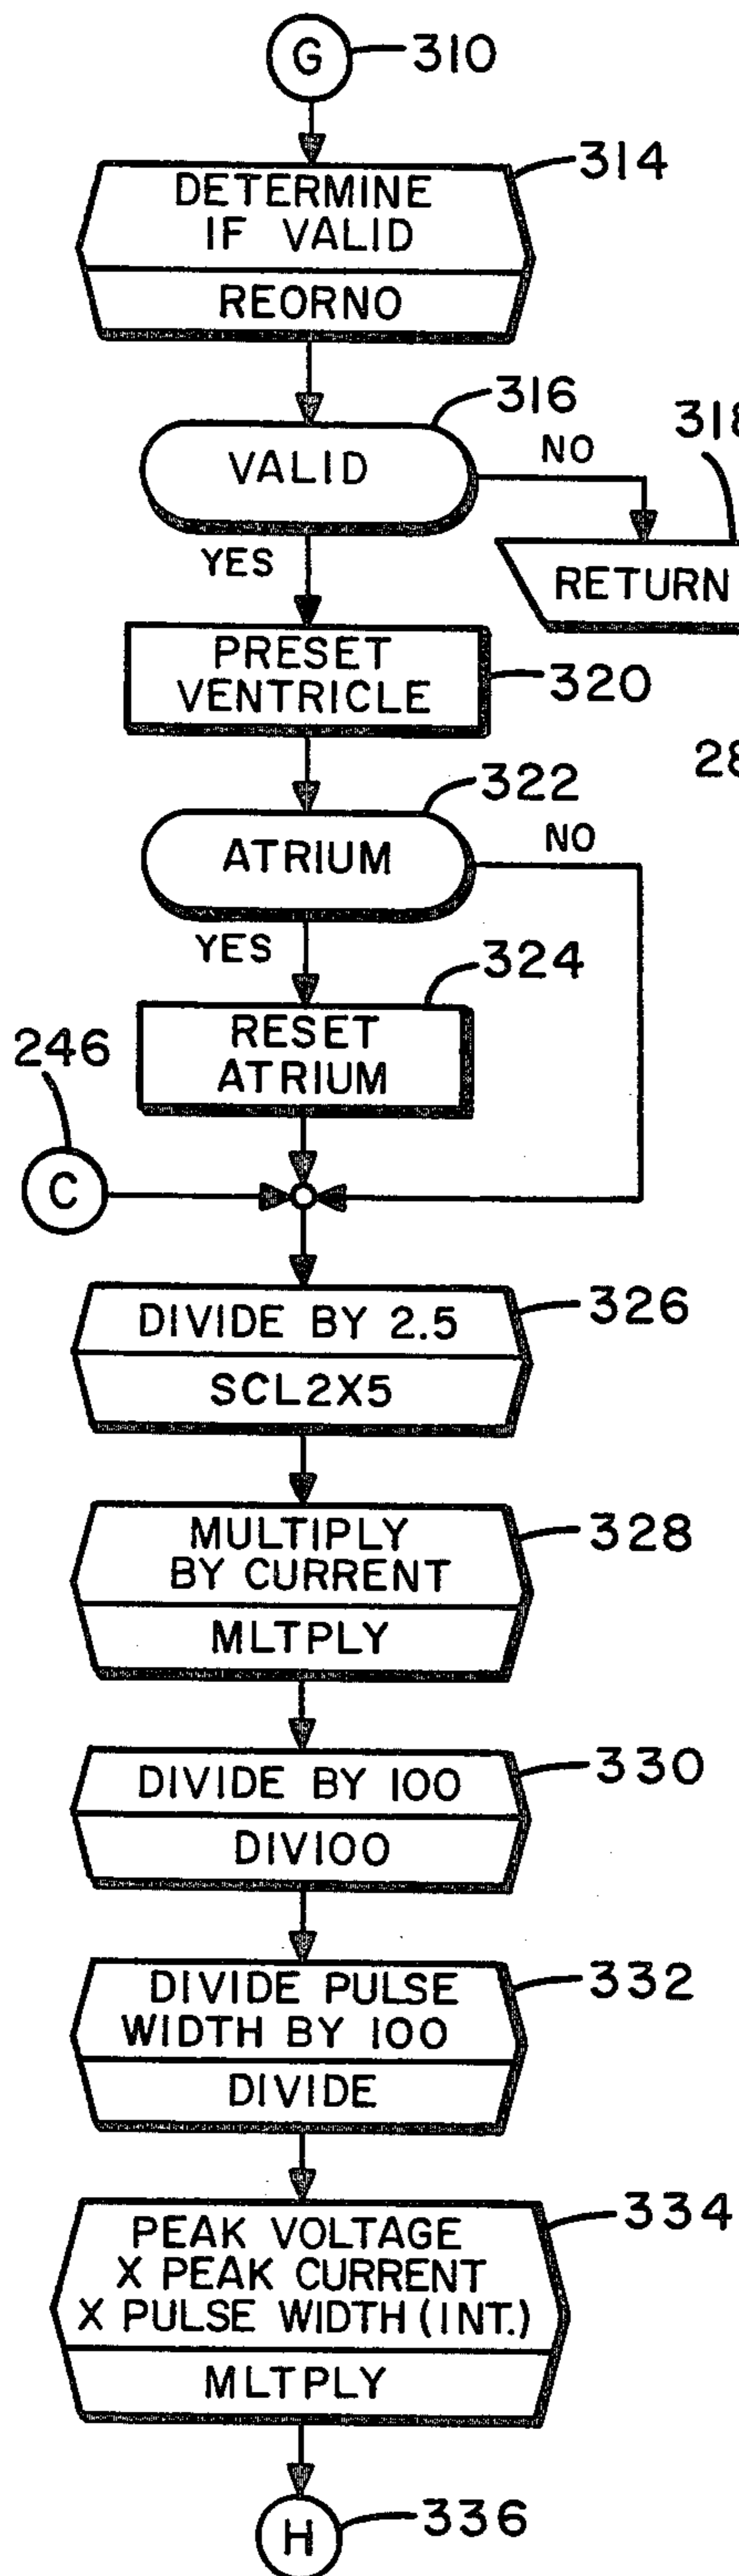 G
310
314
DETERMINE
IF VALID
REORNO
316
VALID
NO
318
YES
RETURN
PRESET
VENTRICLE
320
28
322
ATRIUM
NO
YES
324
RESET
ATRIUM
246
C
326
DIVIDE BY 2.5
SCL2X5
328
MULTIPLY
BY CURRENT
MLTPLY
330
DIVIDE BY 100
DIV100
332
DIVIDE PULSE
WIDTH BY 100
DIVIDE
334
PEAK VOLTAGE
X PEAK CURRENT
X PULSE WIDTH (INT.)
MLTPLY
H
336